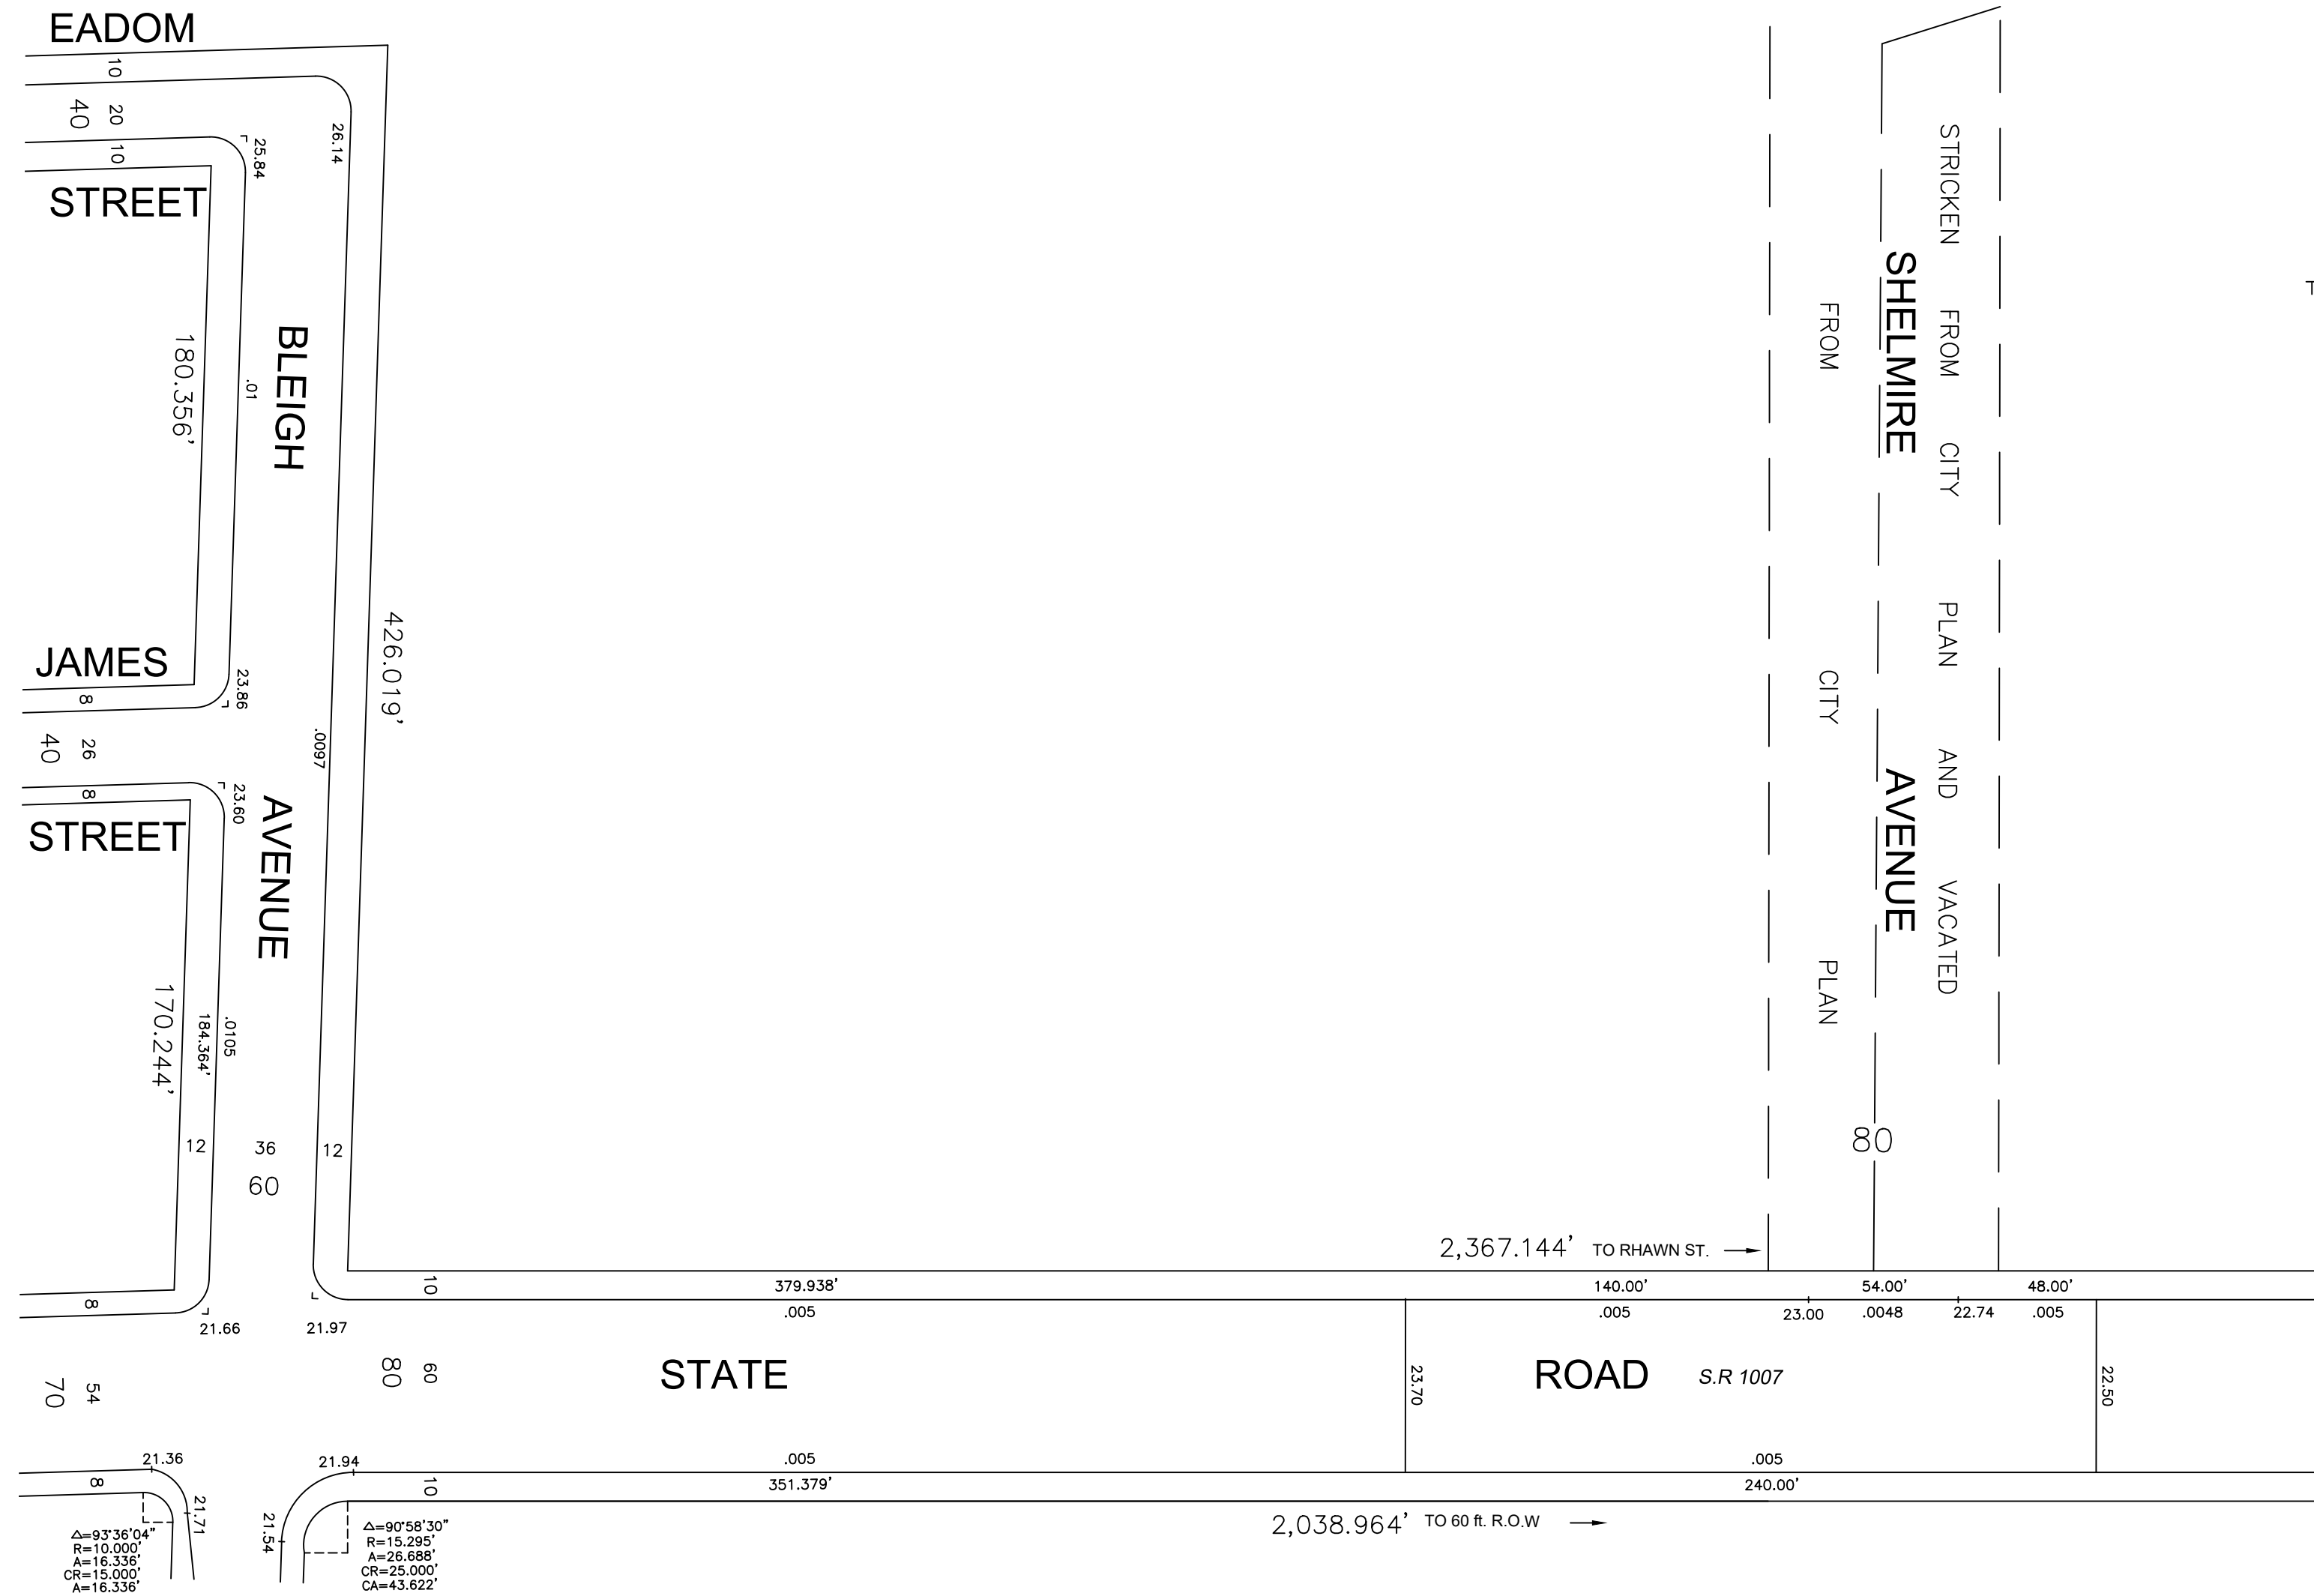 EADOM
10
40 20
10
STREET
25.84
26.14
BLEIGH
180.356'
.01
426.019'
JAMES
8
23.86
40 26
8
23.60
STREET
.0097
AVENUE
170.244'
184.364'
.0105
12 36 12
60
8
21.66
21.97
STRICKEN FROM CITY PLAN AND VACATED
SHELMIRE
AVENUE
FROM CITY PLAN
80
2,367.144' TO RHAWN ST.
10 379.938' 140.00' 54.00' 48.00'
.005 .005 23.00 .0048 22.74 .005
70 54
80 60
STATE
23.70
ROAD S.R 1007
22.50
21.36
21.94
.005 .005
8
10
351.379' 240.00'
21.71
21.54
2,038.964' TO 60 ft. R.O.W
△=93°36'04"
R=10.000'
A=16.336'
CR=15.000'
A=16.336'
△=90°58'30"
R=15.295'
A=26.688'
CR=25.000'
CA=43.622'